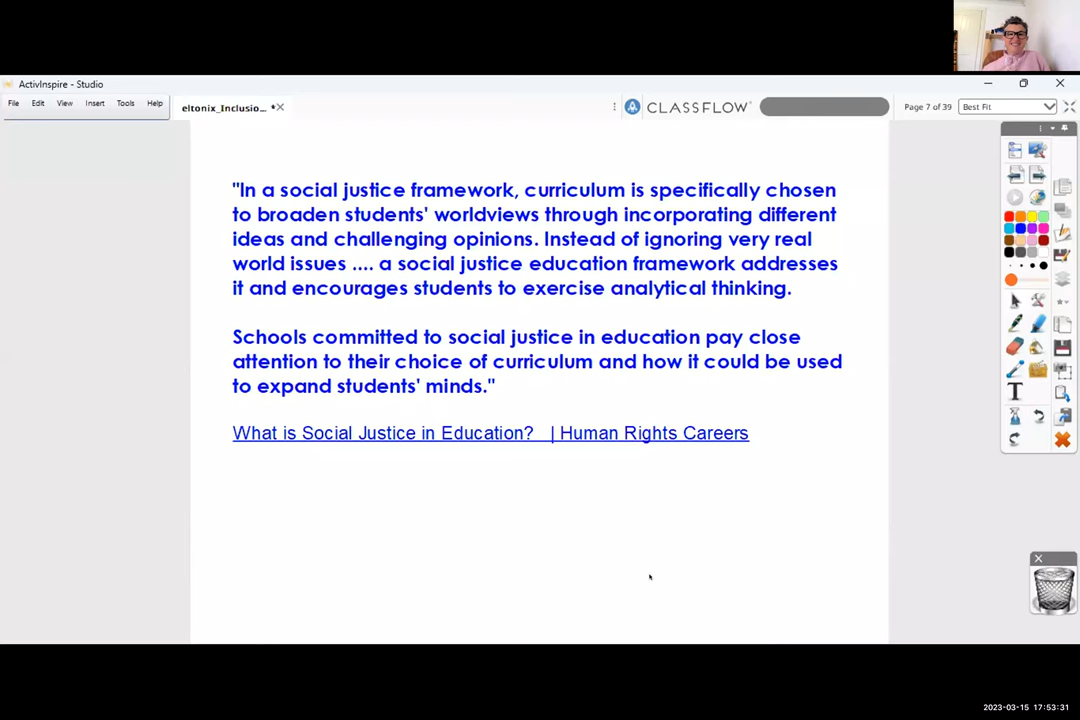 ActivInspire - Studio
File Edit View Insert Tools Help
eltonix_Inclusio... *
CLASSFLOW
Page 7 of 39
Best Fit
"In a social justice framework, curriculum is specifically chosen
to broaden students' worldviews through incorporating different
ideas and challenging opinions. Instead of ignoring very real
world issues .... a social justice education framework addresses
it and encourages students to exercise analytical thinking.
Schools committed to social justice in education pay close
attention to their choice of curriculum and how it could be used
to expand students' minds."
What is Social Justice in Education? | Human Rights Careers
T
2023-03-15 17:53:31